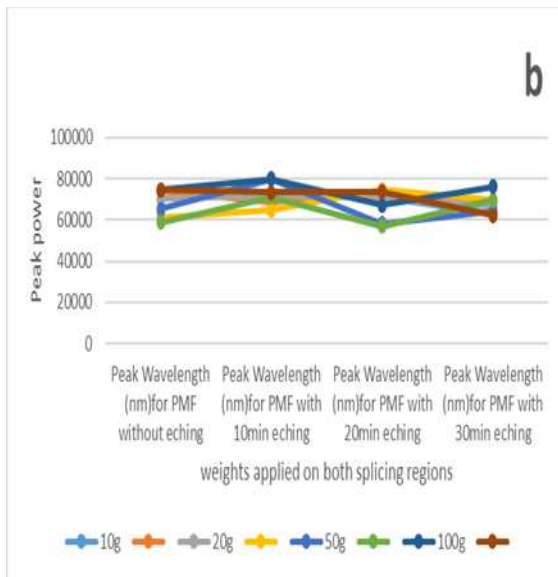 b
100000
80000
60000
40000
20000
0
Peak power
Peak Wavelength (nm)for PMF without eching
Peak Wavelength (nm)for PMF with 10min eching
Peak Wavelength (nm)for PMF with 20min eching
Peak Wavelength (nm)for PMF with 30min eching
weights applied on both splicing regions
10g 20g 50g 100g